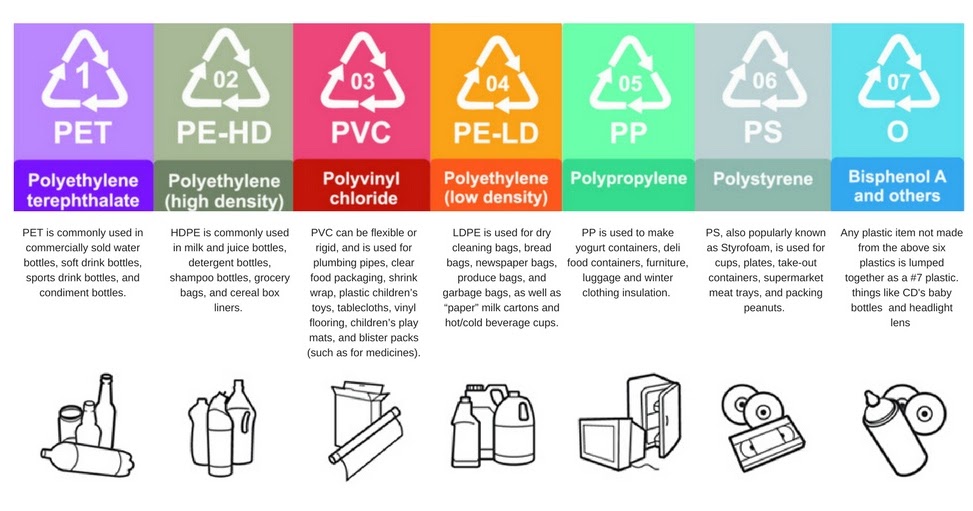 1
PET
Polyethylene
terephthalate
PET is commonly used in
commercially sold water
bottles, soft drink bottles,
sports drink bottles, and
condiment bottles.
02
PE-HD
Polyethylene
(high density)
HDPE is commonly used
in milk and juice bottles,
detergent bottles,
shampoo bottles, grocery
bags, and cereal box
liners.
03
PVC
Polyvinyl
chloride
PVC can be flexible or
rigid, and is used for
plumbing pipes, clear
food packaging, shrink
wrap, plastic children's
toys, tablecloths, vinyl
flooring, children's play
mats, and blister packs
(such as for medicines).
04
PE-LD
Polyethylene
(low density)
LDPE is used for dry
cleaning bags, bread
bags, newspaper bags,
produce bags, and
garbage bags, as well as
“paper” milk cartons and
hot/cold beverage cups.
05
PP
Polypropylene
PP is used to make
yogurt containers, deli
food containers, furniture,
luggage and winter
clothing insulation.
06
PS
Polystyrene
PS, also popularly known
as Styrofoam, is used for
cups, plates, take-out
containers, supermarket
meat trays, and packing
peanuts.
07
O
Bisphenol A
and others
Any plastic item not made
from the above six
plastics is lumped
together as a #7 plastic.
things like CD's baby
bottles and headlight
lens